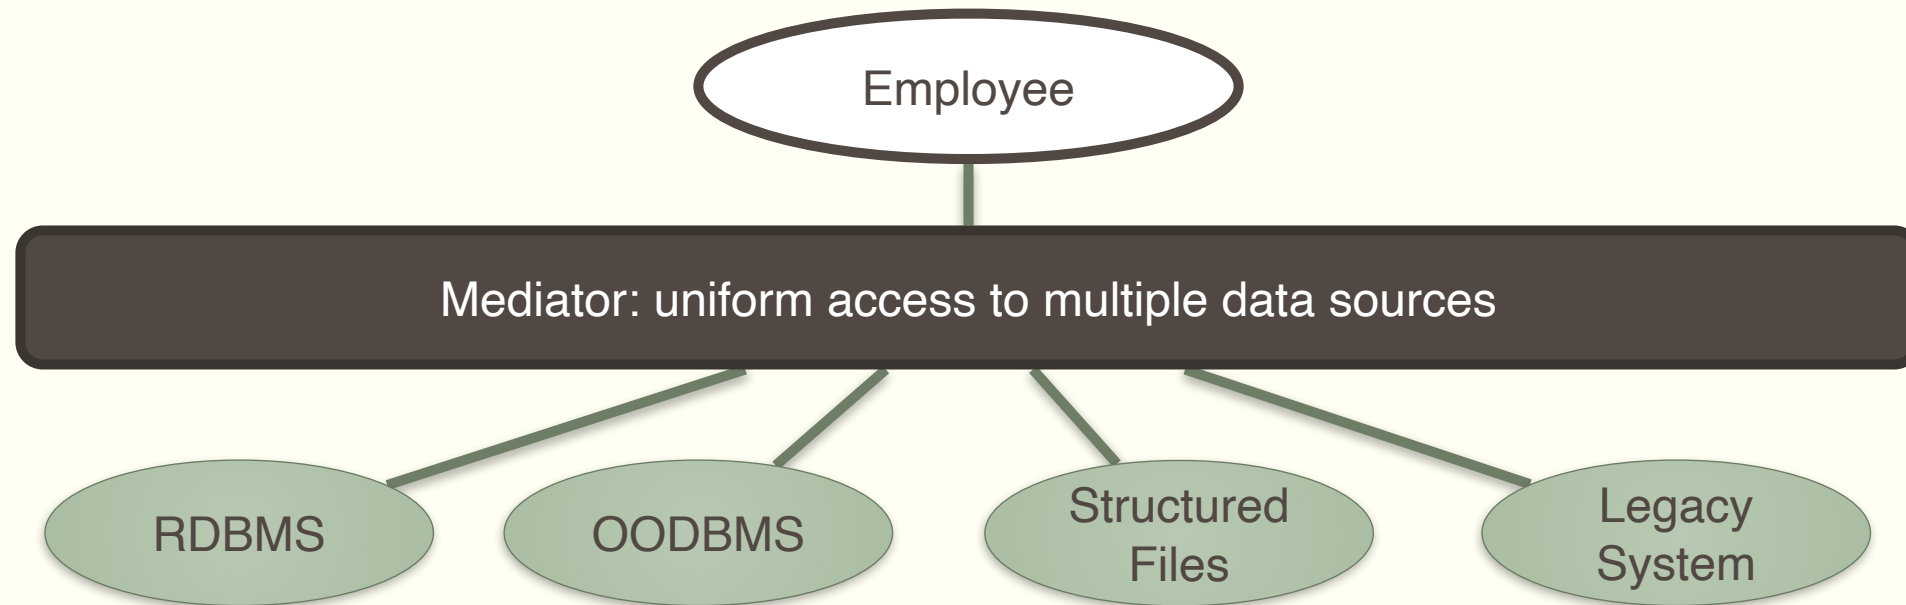 Employee
Mediator: uniform access to multiple data sources
RDBMS
OODBMS
Structured
Files
Legacy
System